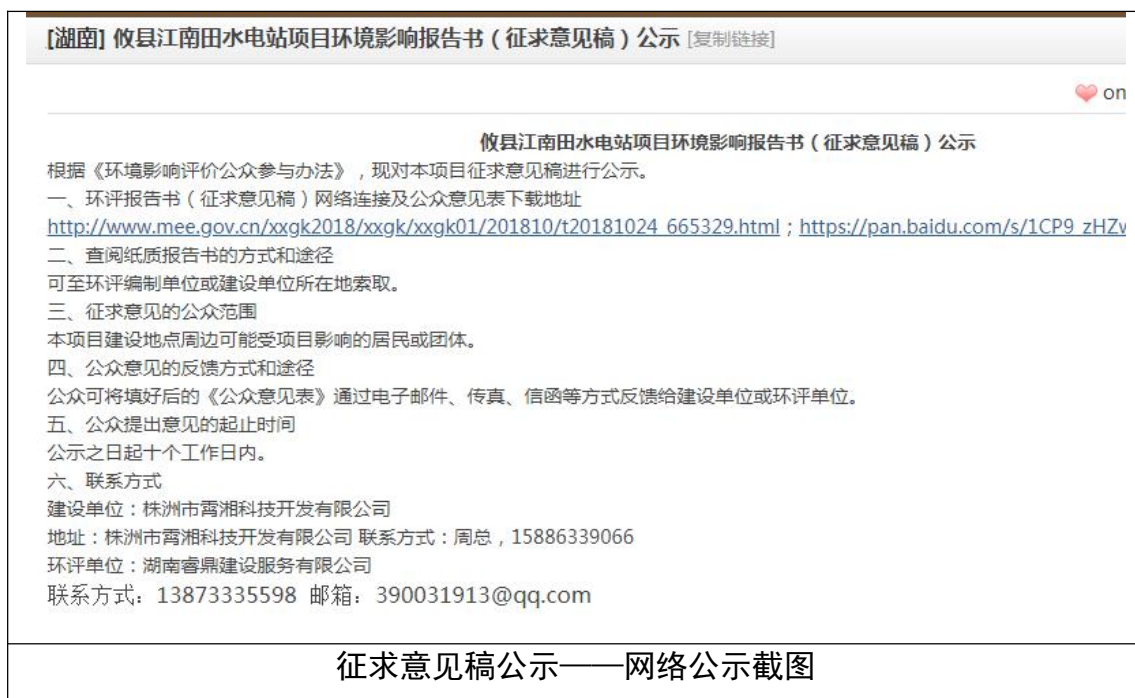 [湖南] 攸县江南田水电站项目环境影响报告书（征求意见稿）公示 [复制链接]
on
攸县江南田水电站项目环境影响报告书（征求意见稿）公示
根据《环境影响评价公众参与办法》，现对本项目征求意见稿进行公示。
一、环评报告书（征求意见稿）网络连接及公众意见表下载地址
http://www.mee.gov.cn/xxgk2018/xxgk/xxgk01/201810/t20181024_665329.html；https://pan.baidu.com/s/1CP9_zHZv
二、查阅纸质报告书的方式和途径
可至环评编制单位或建设单位所在地索取。
三、征求意见的公众范围
本项目建设地点周边可能受项目影响的居民或团体。
四、公众意见的反馈方式和途径
公众可将填好后的《公众意见表》通过电子邮件、传真、信函等方式反馈给建设单位或环评单位。
五、公众提出意见的起止时间
公示之日起十个工作日内。
六、联系方式
建设单位：株洲市霄湘科技开发有限公司
地址：株洲市霄湘科技开发有限公司 联系方式：周总，15886339066
环评单位：湖南睿鼎建设服务有限公司
联系方式：13873335598 邮箱：390031913@qq.com
征求意见稿公示——网络公示截图